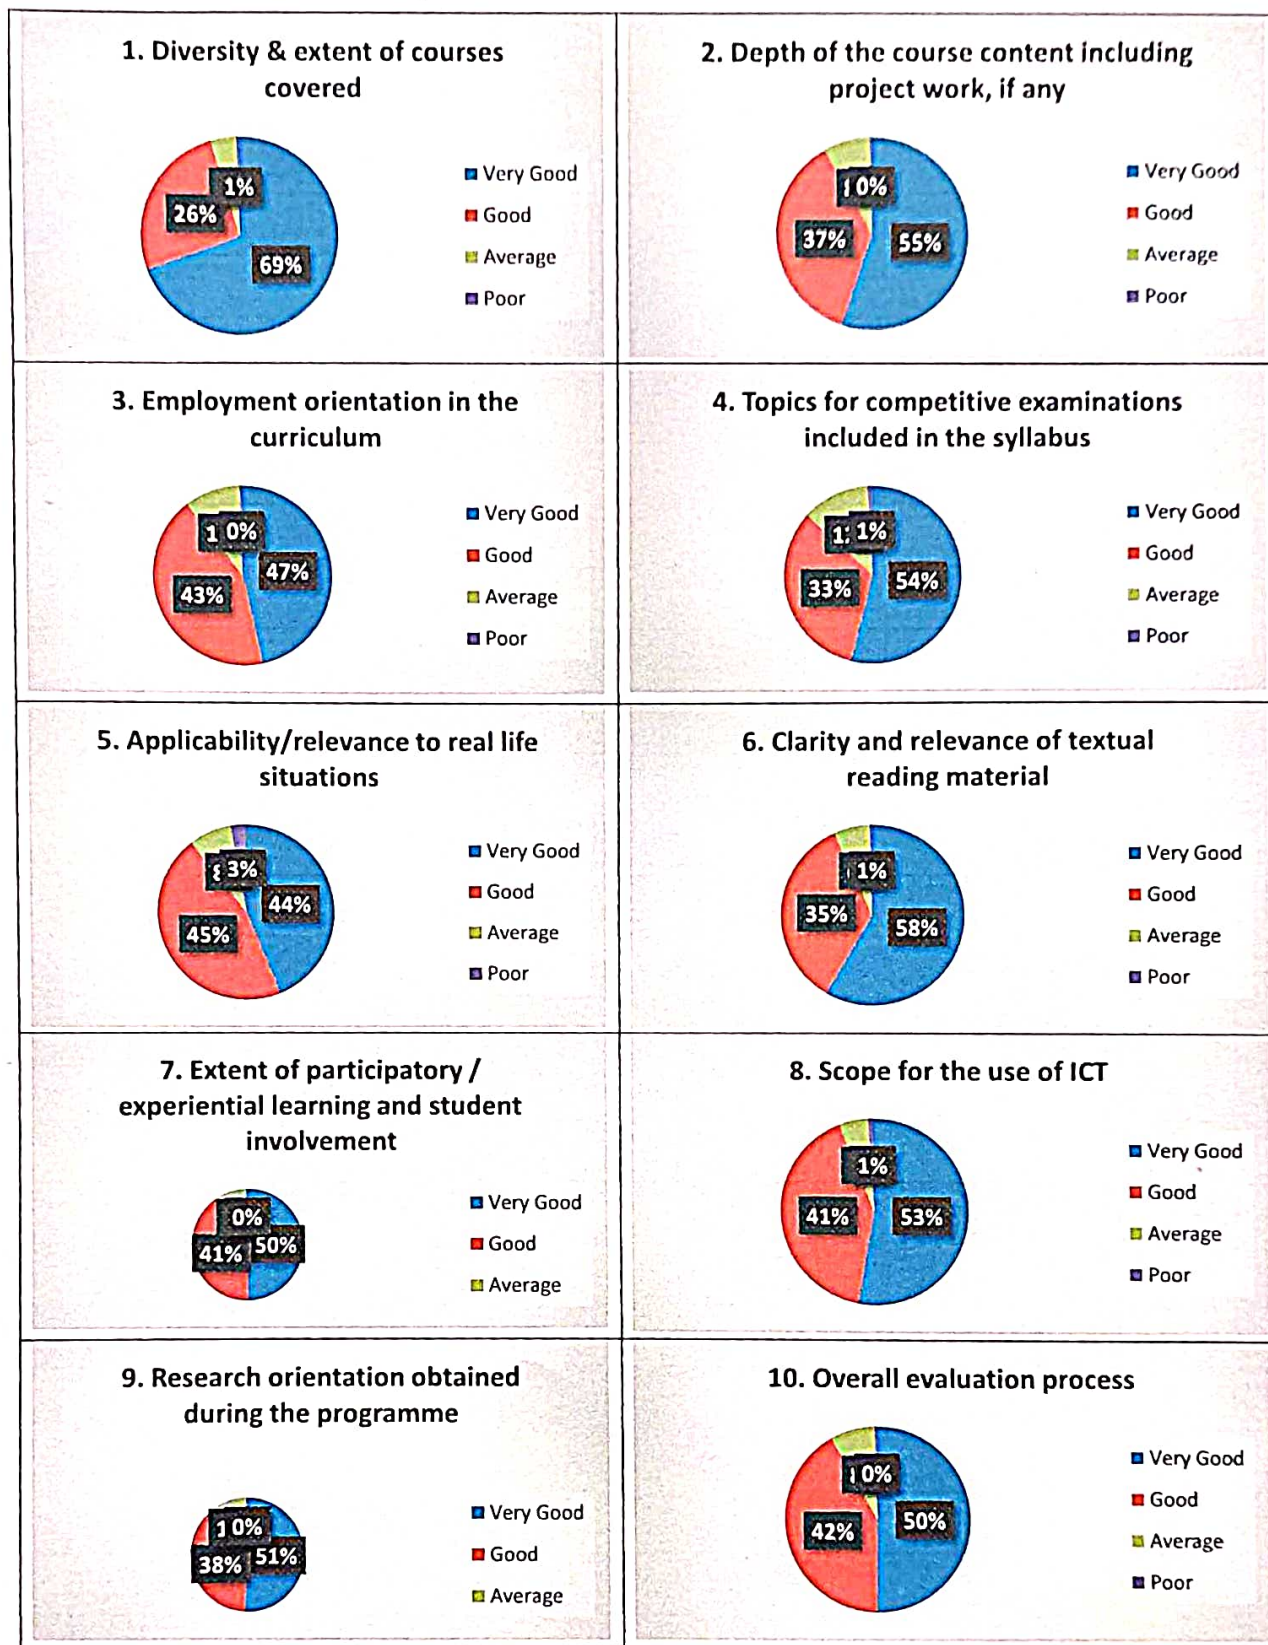 1. Diversity & extent of courses
covered
1%
26%
69%
Very Good
Good
Average
Poor
2. Depth of the course content including
project work, if any
0%
37%
55%
Very Good
Good
Average
Poor
3. Employment orientation in the
curriculum
1 0%
47%
43%
Very Good
Good
Average
Poor
4. Topics for competitive examinations
included in the syllabus
1%
54%
33%
Very Good
Good
Average
Poor
5. Applicability/relevance to real life
situations
3%
44%
45%
Very Good
Good
Average
Poor
6. Clarity and relevance of textual
reading material
1%
35%
58%
Very Good
Good
Average
Poor
7. Extent of participatory /
experiential learning and student
involvement
0%
41% 50%
Very Good
Good
Average
8. Scope for the use of ICT
1%
41%
53%
Very Good
Good
Average
Poor
9. Research orientation obtained
during the programme
1 0%
38% 51%
Very Good
Good
Average
10. Overall evaluation process
0%
42%
50%
Very Good
Good
Average
Poor